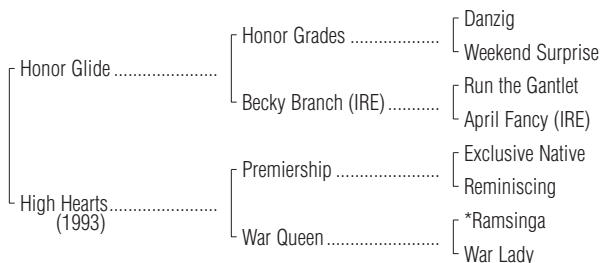 Danzig
Honor Grades ...................
Weekend Surprise
Honor Glide ......................
Run the Gantlet
Becky Branch (IRE) ...........
April Fancy (IRE)
Exclusive Native
Premiership ......................
Reminiscing
High Hearts .......................
(1993)
*Ramsinga
War Queen ........................
War Lady